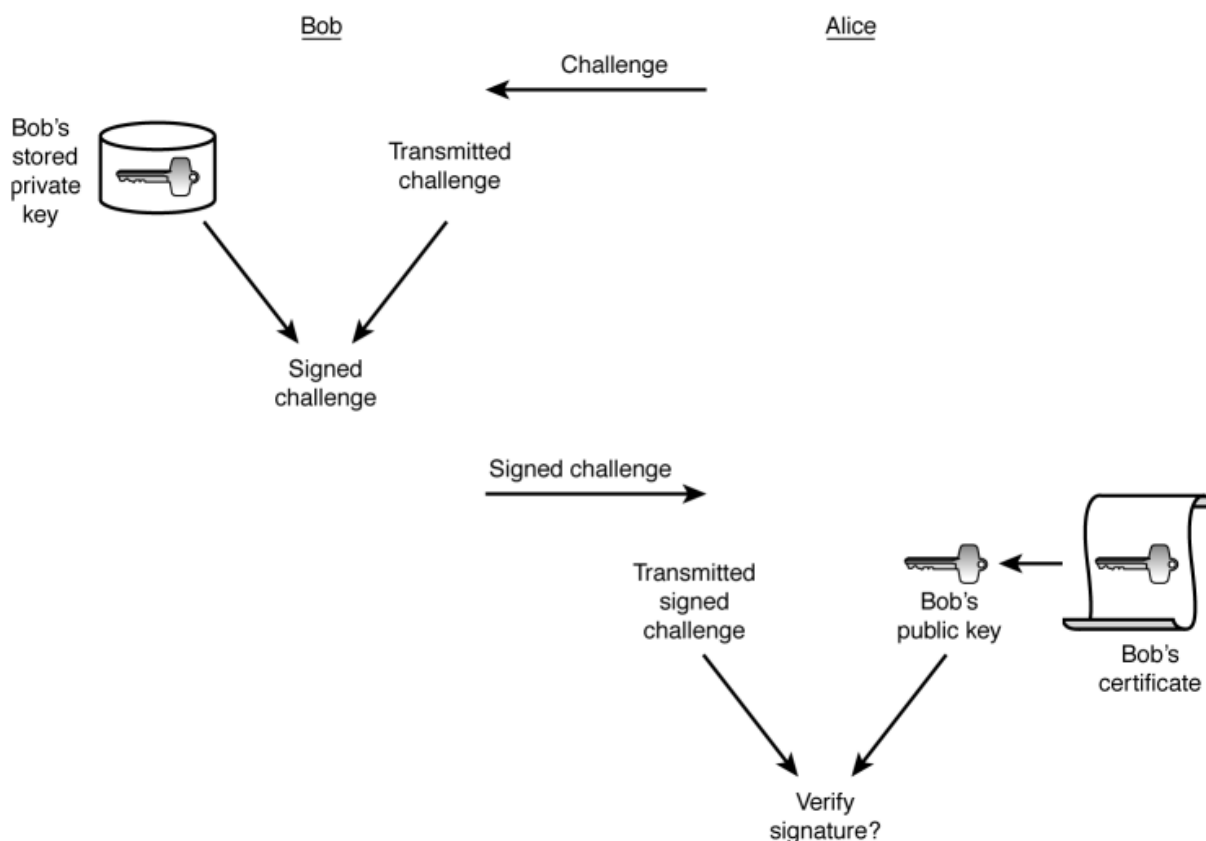 Bob
Alice
Challenge
Bob's
stored
private
key
Transmitted
challenge
Signed
challenge
Signed challenge
Transmitted
signed
challenge
Bob's
public key
Bob's
certificate
Verify
signature?